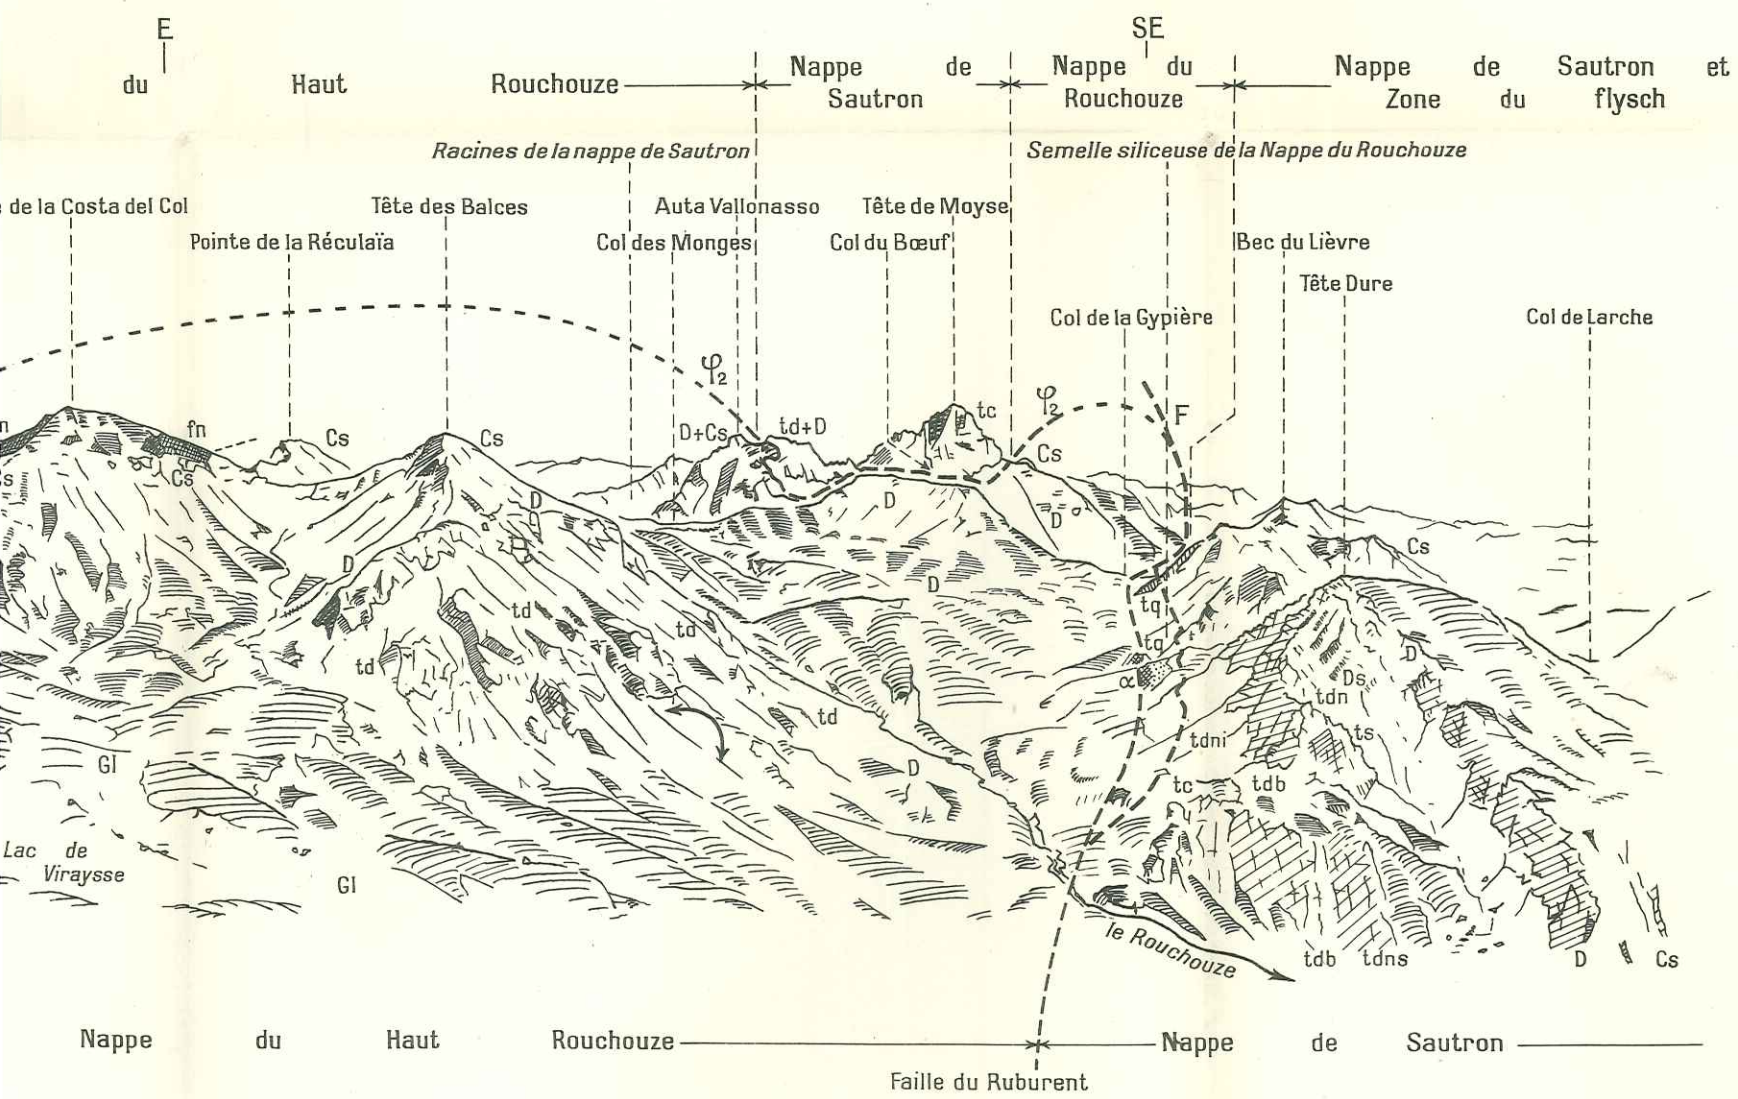 E
SE
du Haut Rouchouze
Nappe de
Sautron
Nappe du
Rouchouze
Nappe de Sautron et
Zone du flysch
Racines de la nappe de Sautron
Semelle siliceuse de la Nappe du Rouchouze
de la Costa del Col
Tête des Balces
Auta Vallonasso
Tête de Moyse
Pointe de la Réculaïa
Col des Monges
Col du Bœuf
Bec du Lièvre
Tête Dure
Col de la Gypière
Col de Larche
φ2
φ2
F
n
fn
Cs
Cs
D+Cs
td+D
tc
Cs
Cs
Cs
D
D
D
D
D
Cs
td
td
tq
tq
α
td
td
D
Ds
tdn
ts
tdni
tc
tdb
D
Gl
Gl
Lac de
Viraysse
le Rouchouze
tdb
tdns
D
Cs
Nappe du Haut Rouchouze
Nappe de Sautron
Faille du Ruburent